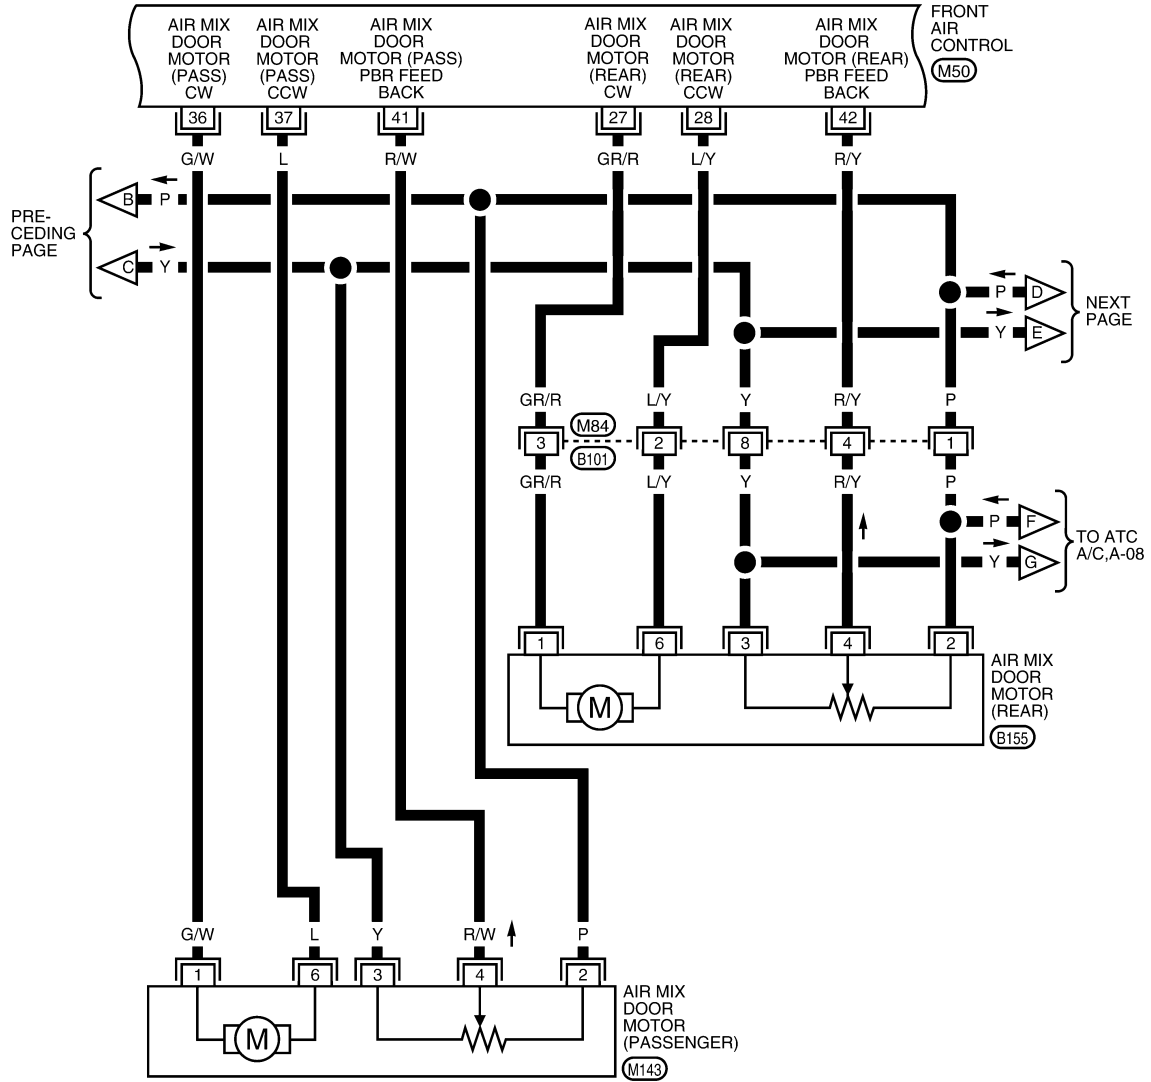 AIR MIX
DOOR
MOTOR
(PASS)
CW
AIR MIX
DOOR
MOTOR
(PASS)
CCW
AIR MIX
DOOR
MOTOR (PASS)
PBR FEED
BACK
AIR MIX
DOOR
MOTOR
(REAR)
CW
AIR MIX
DOOR
MOTOR
(REAR)
CCW
AIR MIX
DOOR
MOTOR (REAR)
PBR FEED
BACK
FRONT
AIR
CONTROL
M50
36 37 41 27 28 42
G/W L R/W GR/R L/Y R/Y
PRE-
CEDING
PAGE
B P
C Y
P D
Y E
NEXT
PAGE
GR/R L/Y Y R/Y P
M84
3 2 8 4 1
B101
GR/R L/Y Y R/Y P
P F
Y G
TO ATC
A/C,A-08
1 6 3 4 2
M
AIR MIX
DOOR
MOTOR
(REAR)
B155
G/W L Y R/W P
1 6 3 4 2
M
AIR MIX
DOOR
MOTOR
(PASSENGER)
M143